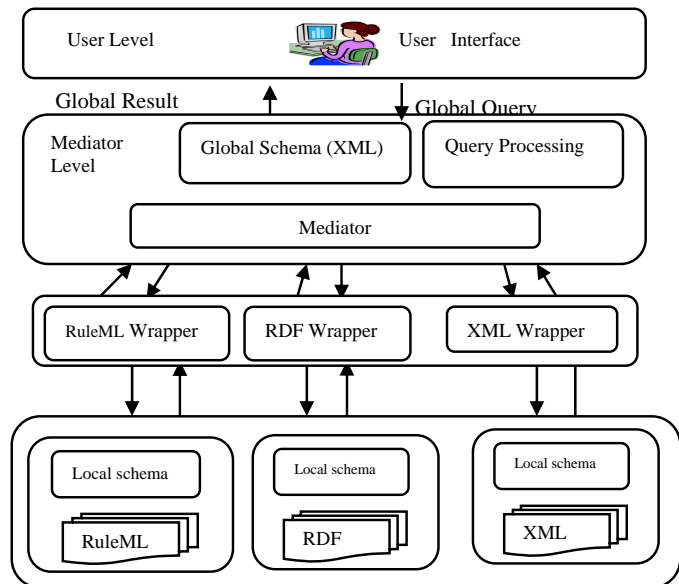 User Level
User Interface
Global Result
Global Query
Mediator
Level
Global Schema (XML)
Query Processing
Mediator
RuleML Wrapper
RDF Wrapper
XML Wrapper
Local schema
Local schema
Local schema
RuleML
RDF
XML